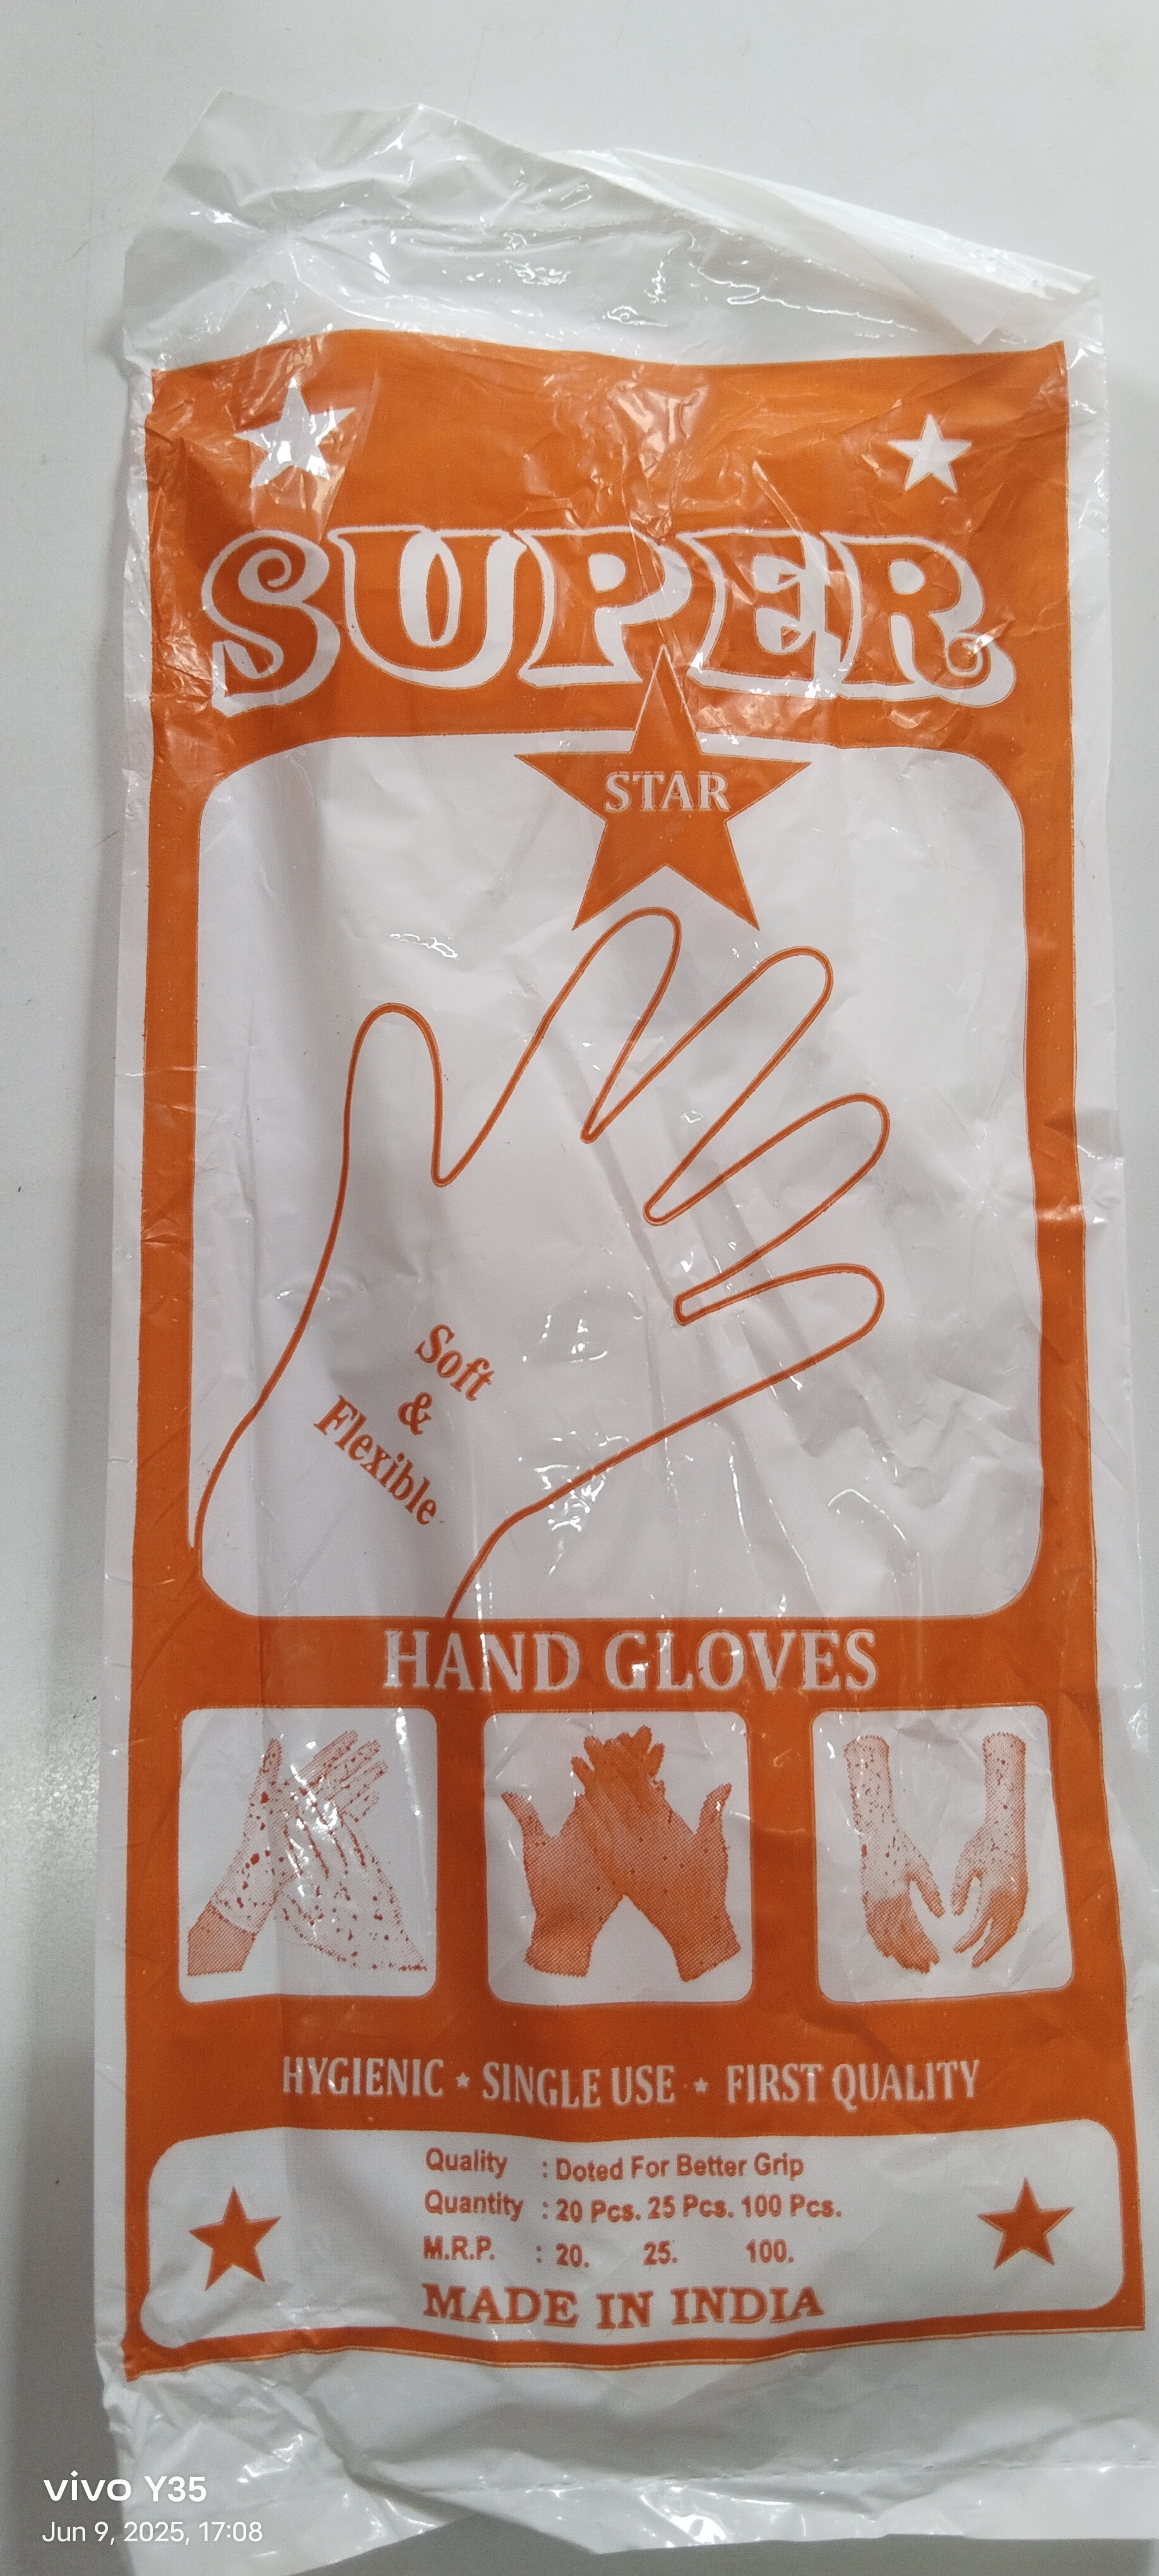 SUPER
STAR
Soft
&
Flexible
HAND GLOVES
HYGIENIC ★ SINGLE USE ★ FIRST QUALITY
Quality : Doted For Better Grip
Quantity : 20 Pcs. 25 Pcs. 100 Pcs.
M.R.P. : 20. 25. 100.
MADE IN INDIA
vivo Y35
Jun 9, 2025, 17:08